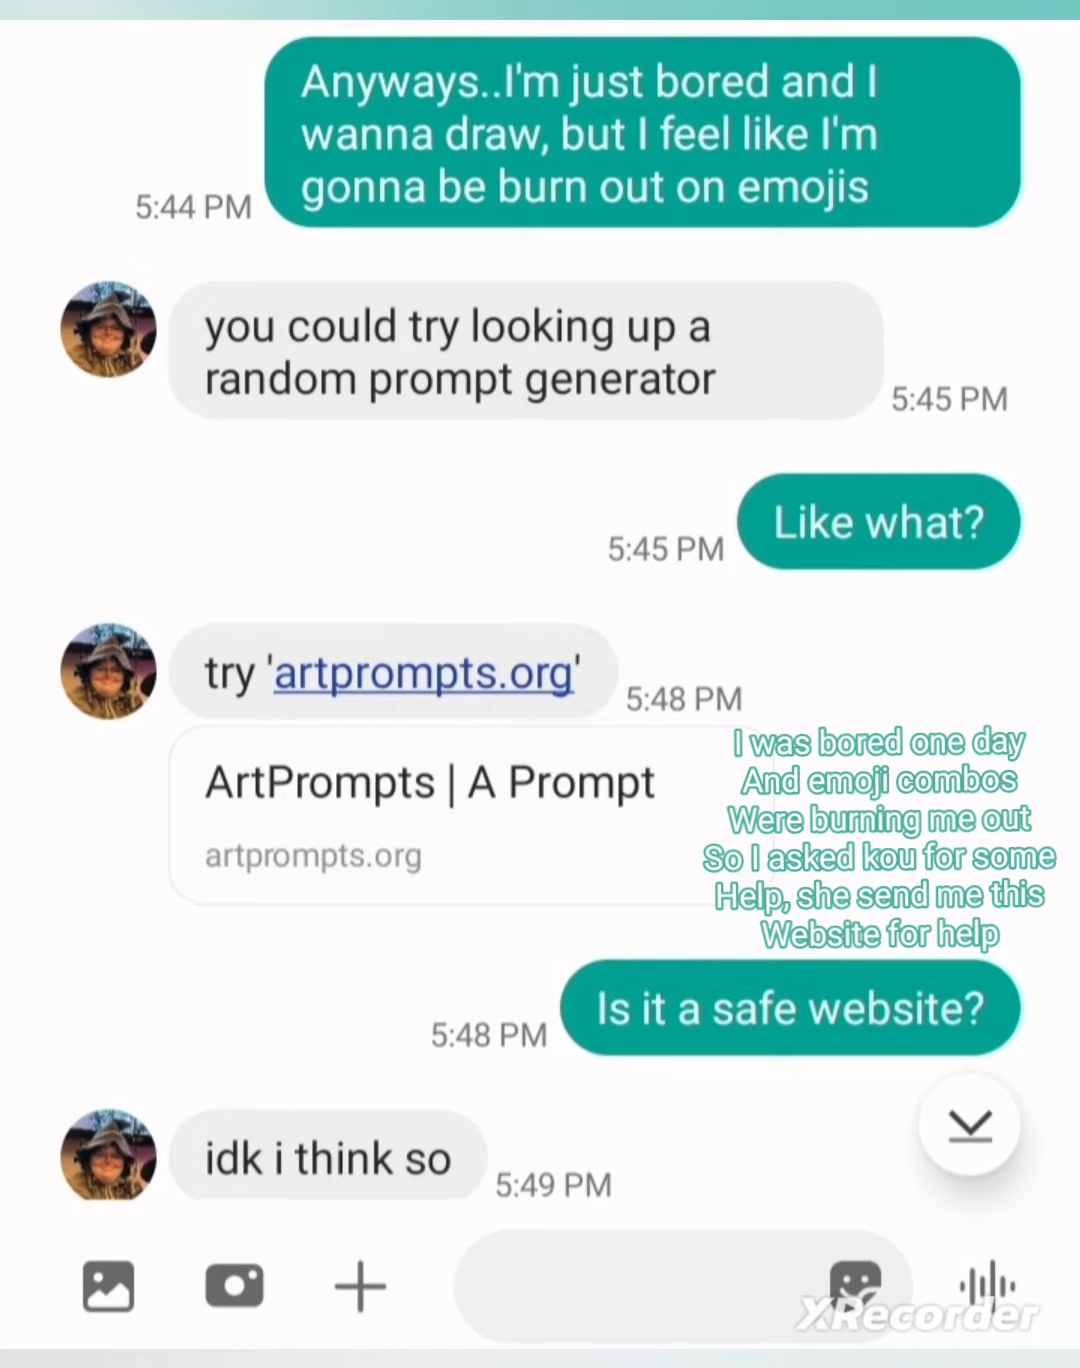 Anyways..I'm just bored and I
wanna draw, but I feel like I'm
gonna be burn out on emojis
5:44 PM
you could try looking up a
random prompt generator
5:45 PM
Like what?
5:45 PM
try 'artprompts.org'
5:48 PM
ArtPrompts | A Prompt
artprompts.org
I was bored one day
And emoji combos
Were burning me out
So I asked kou for some
Help, she send me this
Website for help
Is it a safe website?
5:48 PM
idk i think so
5:49 PM
XRecorder